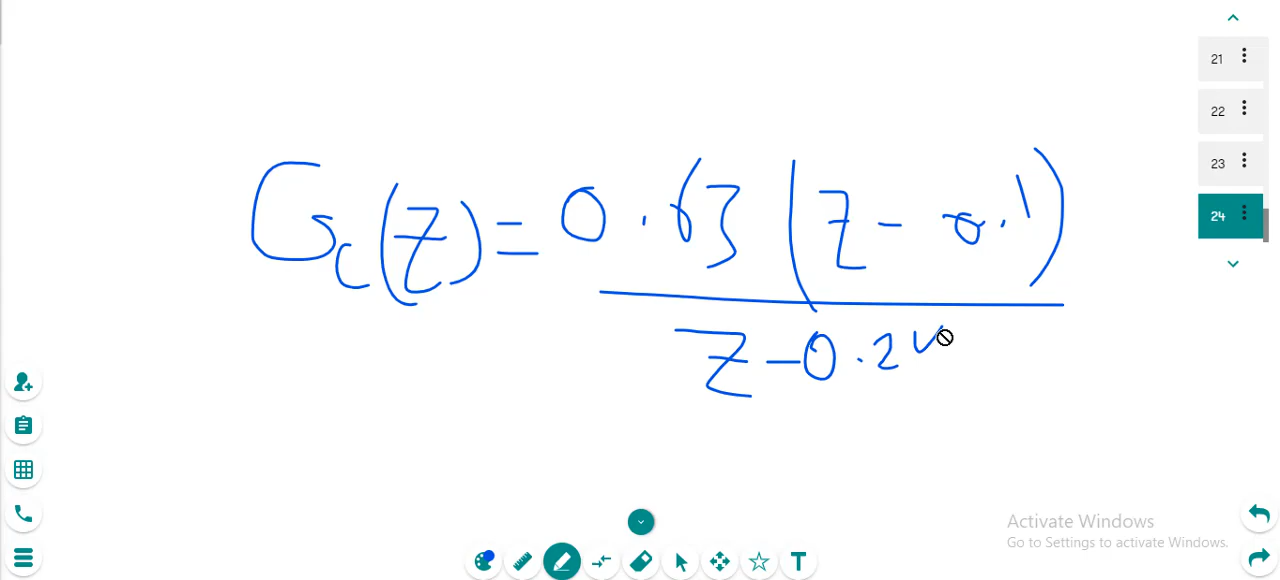 21
22
23
24
Gc(z) = 0.63 (z - 0.1)
z - 0.24
Activate Windows
Go to Settings to activate Windows.
T